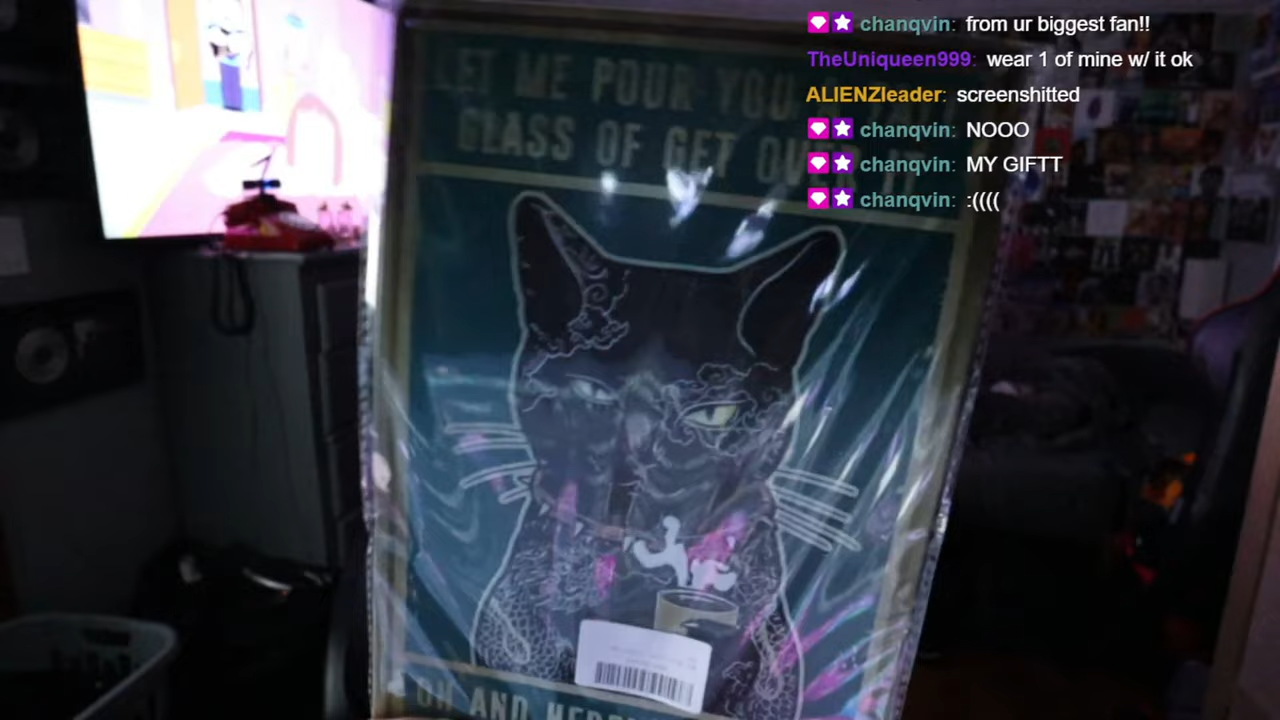 chanqvin: from ur biggest fan!!
TheUniqueen999: wear 1 of mine w/ it ok
ALIENZleader: screenshitted
chanqvin: NOOO
chanqvin: MY GIFTT
chanqvin: :((((
LET ME POUR YOU
GLASS OF GET OVER IT
OH AND